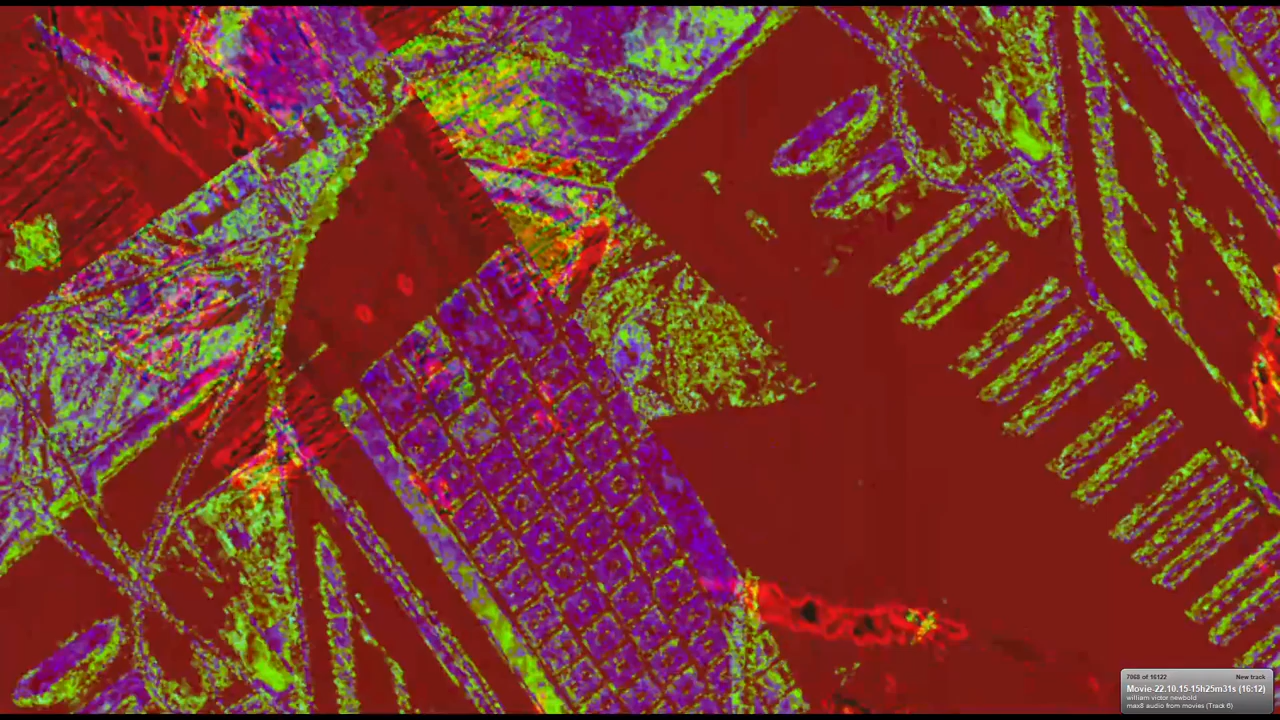 7068 of 16122 New track
Movie-22.10.15-15h25m31s (16:12)
william victor newbold
max8 audio from movies (Track 6)